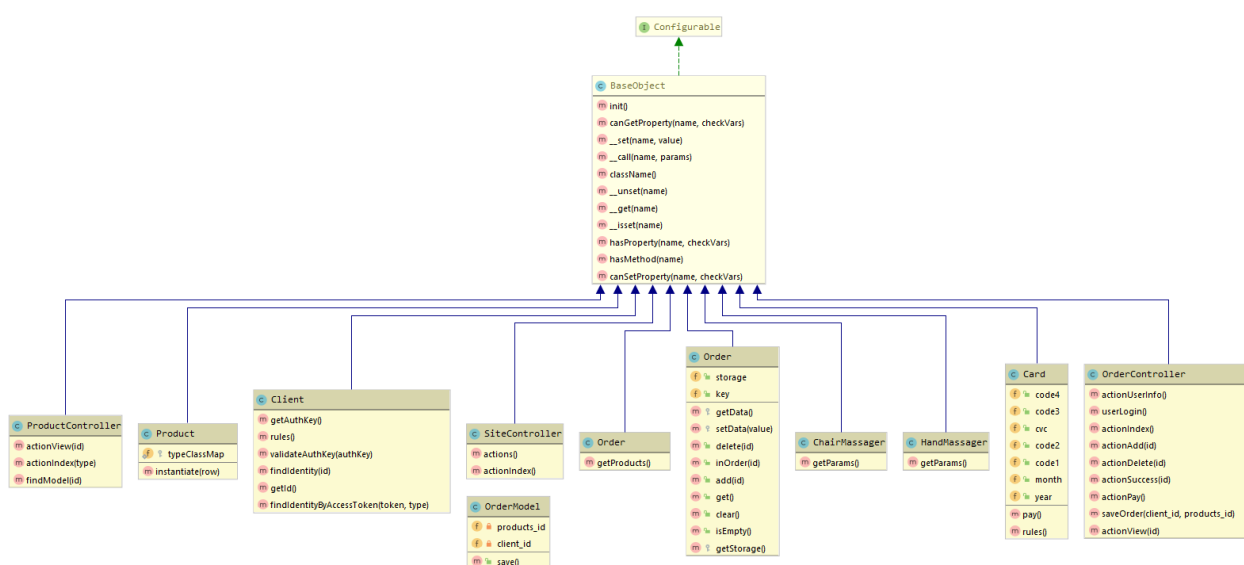 Configurable
BaseObject
init()
canGetProperty(name, checkVars)
__set(name, value)
__call(name, params)
className()
__unset(name)
__get(name)
__isset(name)
hasProperty(name, checkVars)
hasMethod(name)
canSetProperty(name, checkVars)
ProductController
actionView(id)
actionIndex(type)
findModel(id)
Product
typeClassMap
instantiate(row)
Client
getAuthKey()
rules()
validateAuthKey(authKey)
findIdentity(id)
getId()
findIdentityByAccessToken(token, type)
SiteController
actions()
actionIndex()
OrderModel
products_id
client_id
save()
Order
getProducts()
Order
storage
key
getData()
setData(value)
delete(id)
inOrder(id)
add(id)
get()
clear()
isEmpty()
getStorage()
ChairMassager
getParams()
HandMassager
getParams()
Card
code4
code3
cvc
code2
code1
month
year
pay()
rules()
OrderController
actionUserInfo()
userLogin()
actionIndex()
actionAdd(id)
actionDelete(id)
actionSuccess(id)
actionPay()
saveOrder(client_id, products_id)
actionView(id)